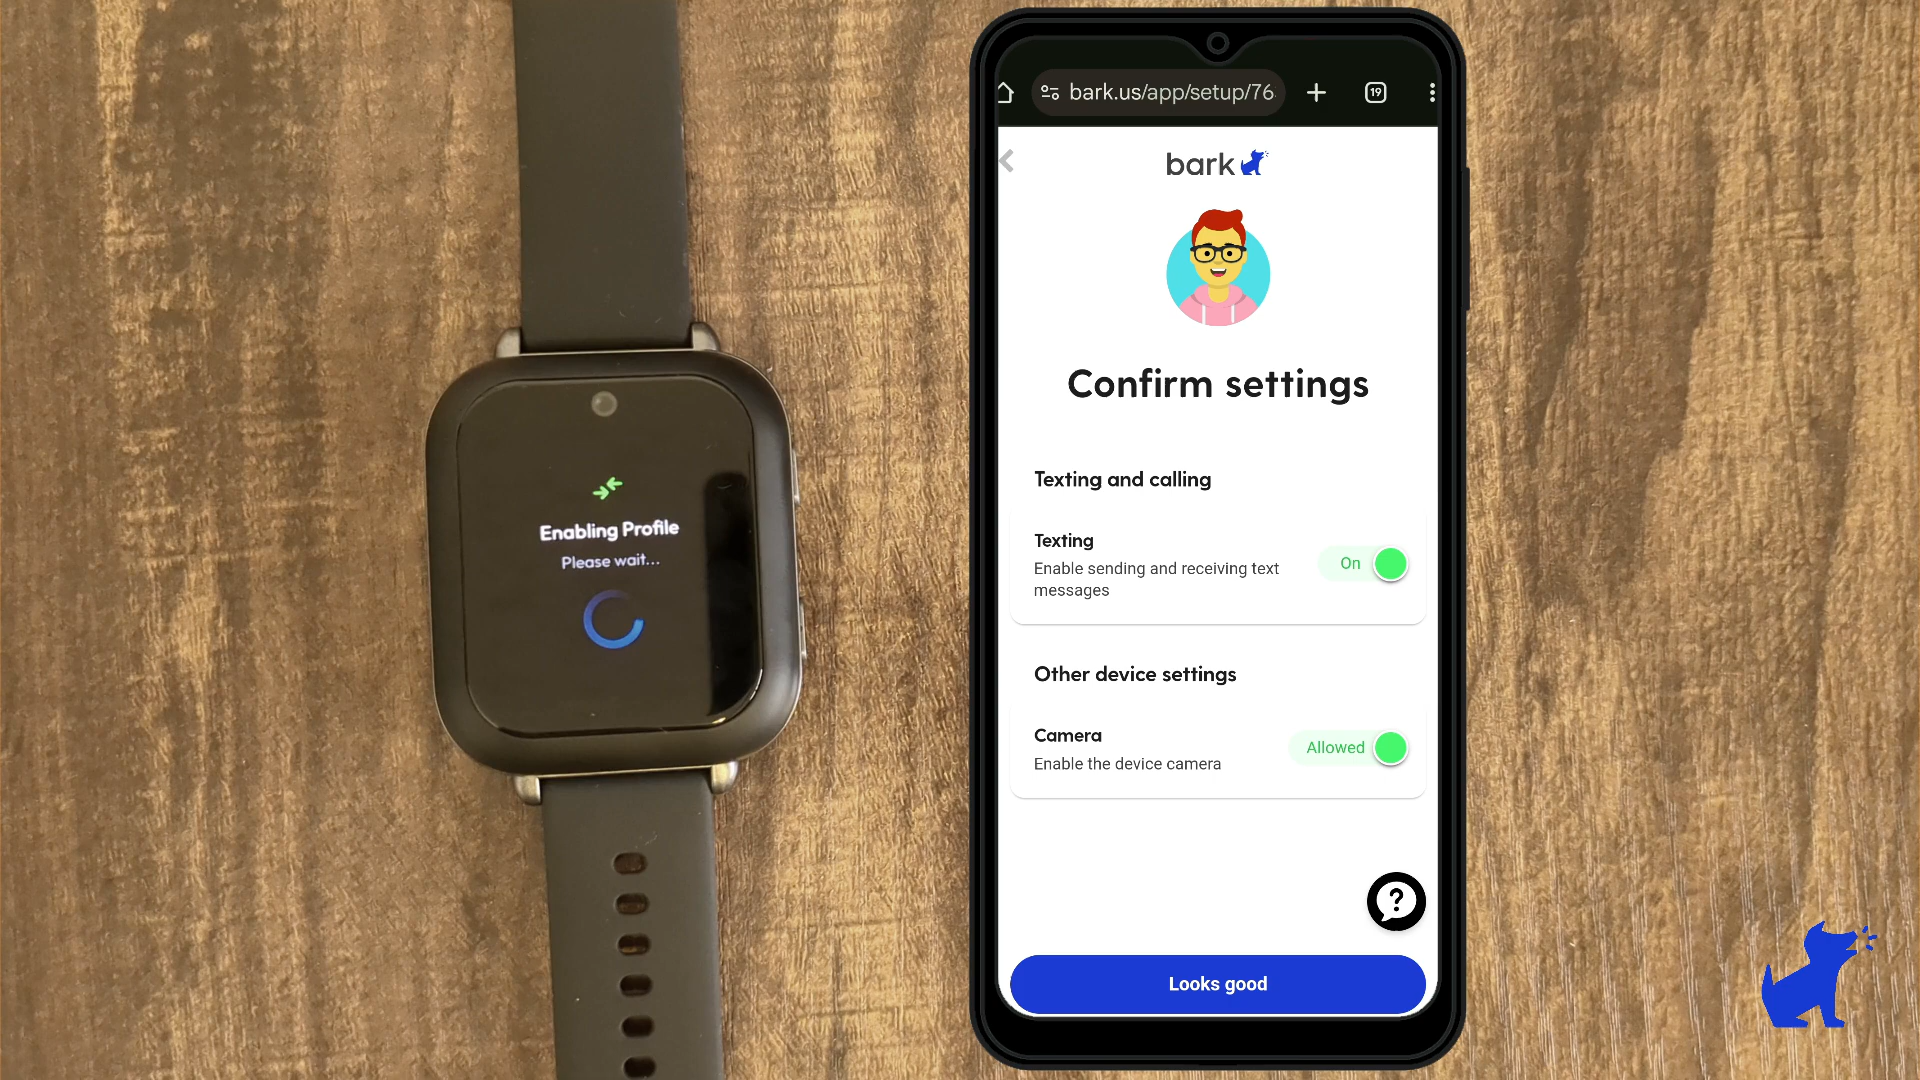 Enabling Profile
Please wait...
19
bark.us/app/setup/76
bark
Confirm settings
Texting and calling
Texting
Enable sending and receiving text
messages
On
Other device settings
Camera
Enable the device camera
Allowed
?
Looks good